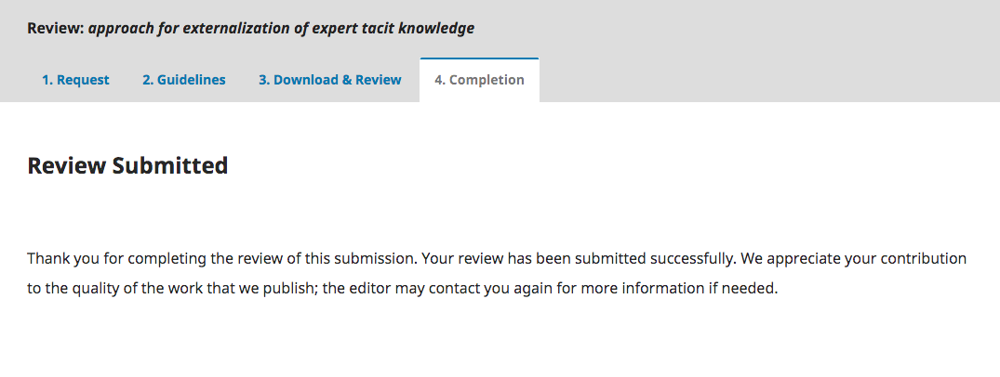 Review: approach for externalization of expert tacit knowledge
1. Request 2. Guidelines 3. Download & Review 4. Completion
Review Submitted
Thank you for completing the review of this submission. Your review has been submitted successfully. We appreciate your contribution
to the quality of the work that we publish; the editor may contact you again for more information if needed.